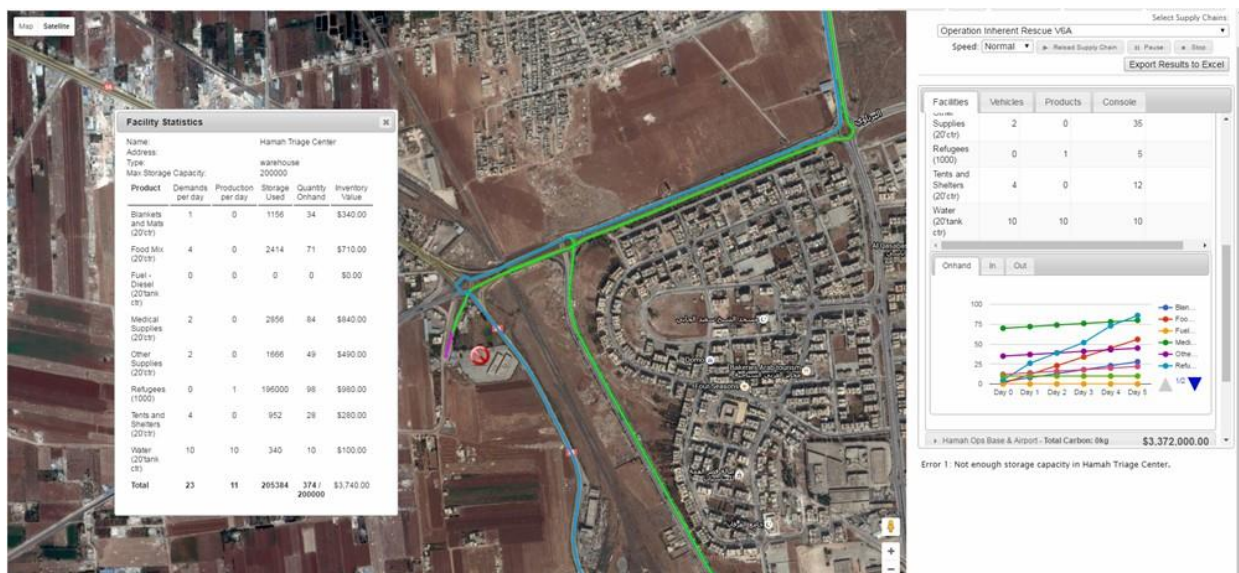 Map Satellite
Select Supply Chains:
Operation Inherent Rescue V6A
Speed: Normal Reload Supply Chain Pause Stop
Export Results to Excel
Facility Statistics
Name: Hamah Triage Center
Address:
Type: warehouse
Max Storage Capacity: 200000
Product Demands per day Production per day Storage Used Quantity Onhand Inventory Value
Blankets and Mats (20'ctr) 1 0 1156 34 $340.00
Food Mix (20'ctr) 4 0 2414 71 $710.00
Fuel - Diesel (20'tank ctr) 0 0 0 0 $0.00
Medical Supplies (20'ctr) 2 0 2856 84 $840.00
Other Supplies (20'ctr) 2 0 1666 49 $490.00
Refugees (1000) 0 1 196000 98 $980.00
Tents and Shelters (20'ctr) 4 0 952 28 $280.00
Water (20'tank ctr) 10 10 340 10 $100.00
Total 23 11 205384 374 / 200000 $3,740.00
Facilities Vehicles Products Console
Other Supplies (20'ctr) 2 0 35
Refugees (1000) 0 1 5
Tents and Shelters (20'ctr) 4 0 12
Water (20'tank ctr) 10 10 10
Onhand In Out
100
75
50
25
0
Day 0 Day 1 Day 2 Day 3 Day 4 Day 5
Blan...
Foo...
Fuel...
Medi...
Othe...
Refu...
1/2
Hamah Ops Base & Airport - Total Carbon: 0kg $3,372,000.00
Error 1: Not enough storage capacity in Hamah Triage Center.
Four Seasons